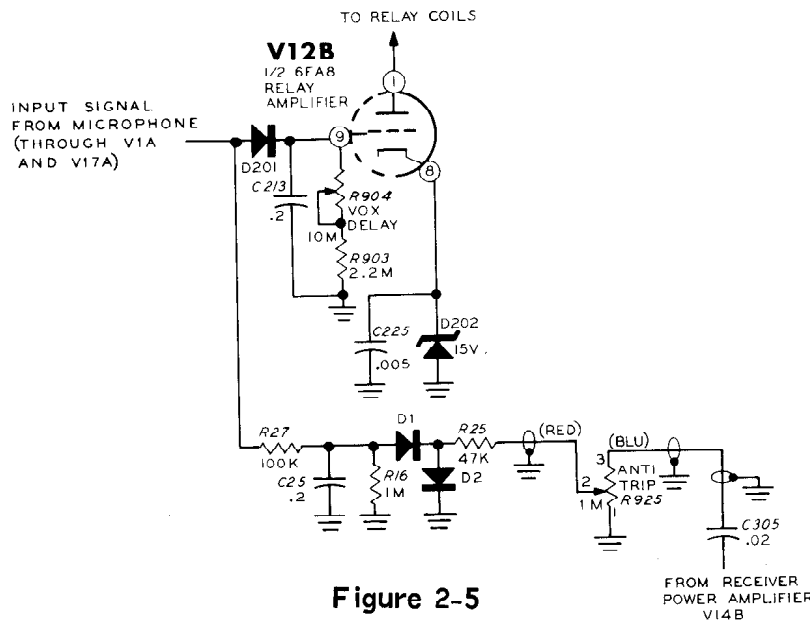 TO RELAY COILS
V12B
1/2 6FA8
RELAY
AMPLIFIER
1
INPUT SIGNAL
FROM MICROPHONE
(THROUGH V1A
AND V17A)
9
8
D201
C213
.2
R904
VOX
DELAY
10M
R903
2.2M
C225
.005
D202
15V.
R27
100K
C25
.2
R16
1M
D1
D2
R25
47K
(RED)
(BLU)
3
2
1
ANTI
TRIP
R925
1M
C305
.02
FROM RECEIVER
POWER AMPLIFIER
V14B
Figure 2-5